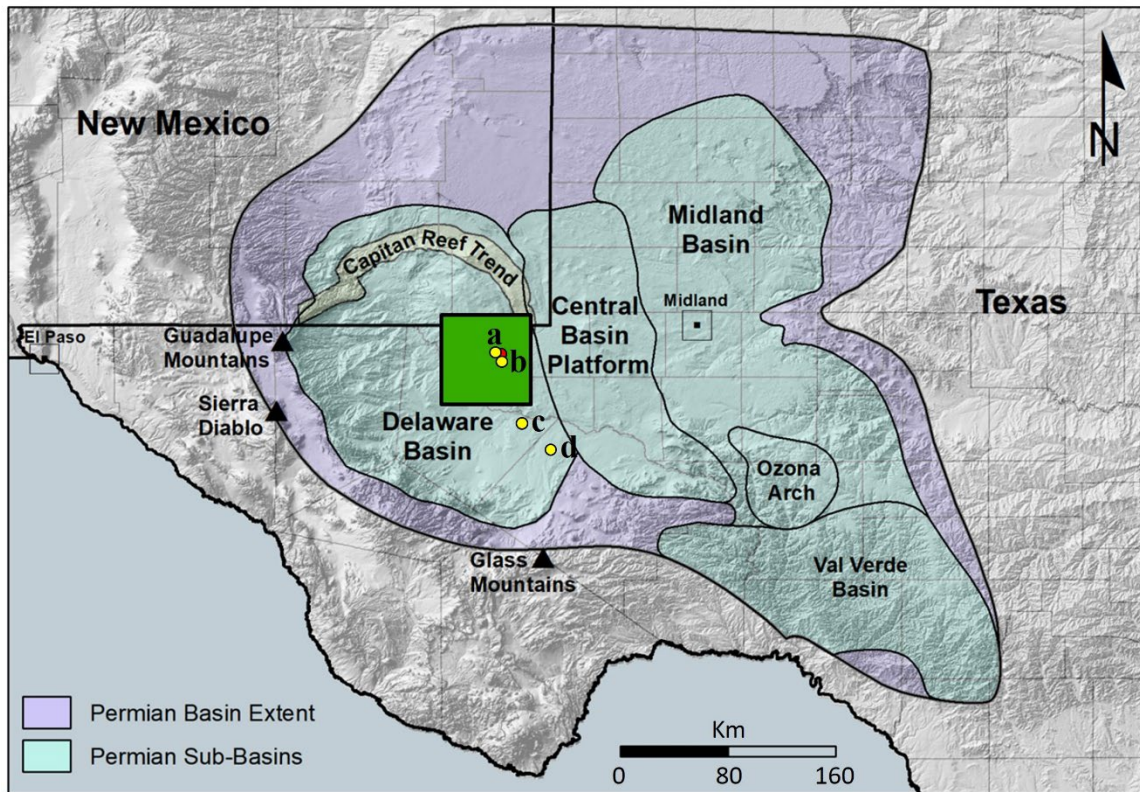 New Mexico
N
Midland
Basin
Capitan Reef Trend
Texas
Midland
Central
Basin
Platform
El Paso
Guadalupe
Mountains
a
b
Sierra
Diablo
Delaware
Basin
c
d
Ozona
Arch
Glass
Mountains
Val Verde
Basin
Permian Basin Extent
Permian Sub-Basins
Km
0 80 160